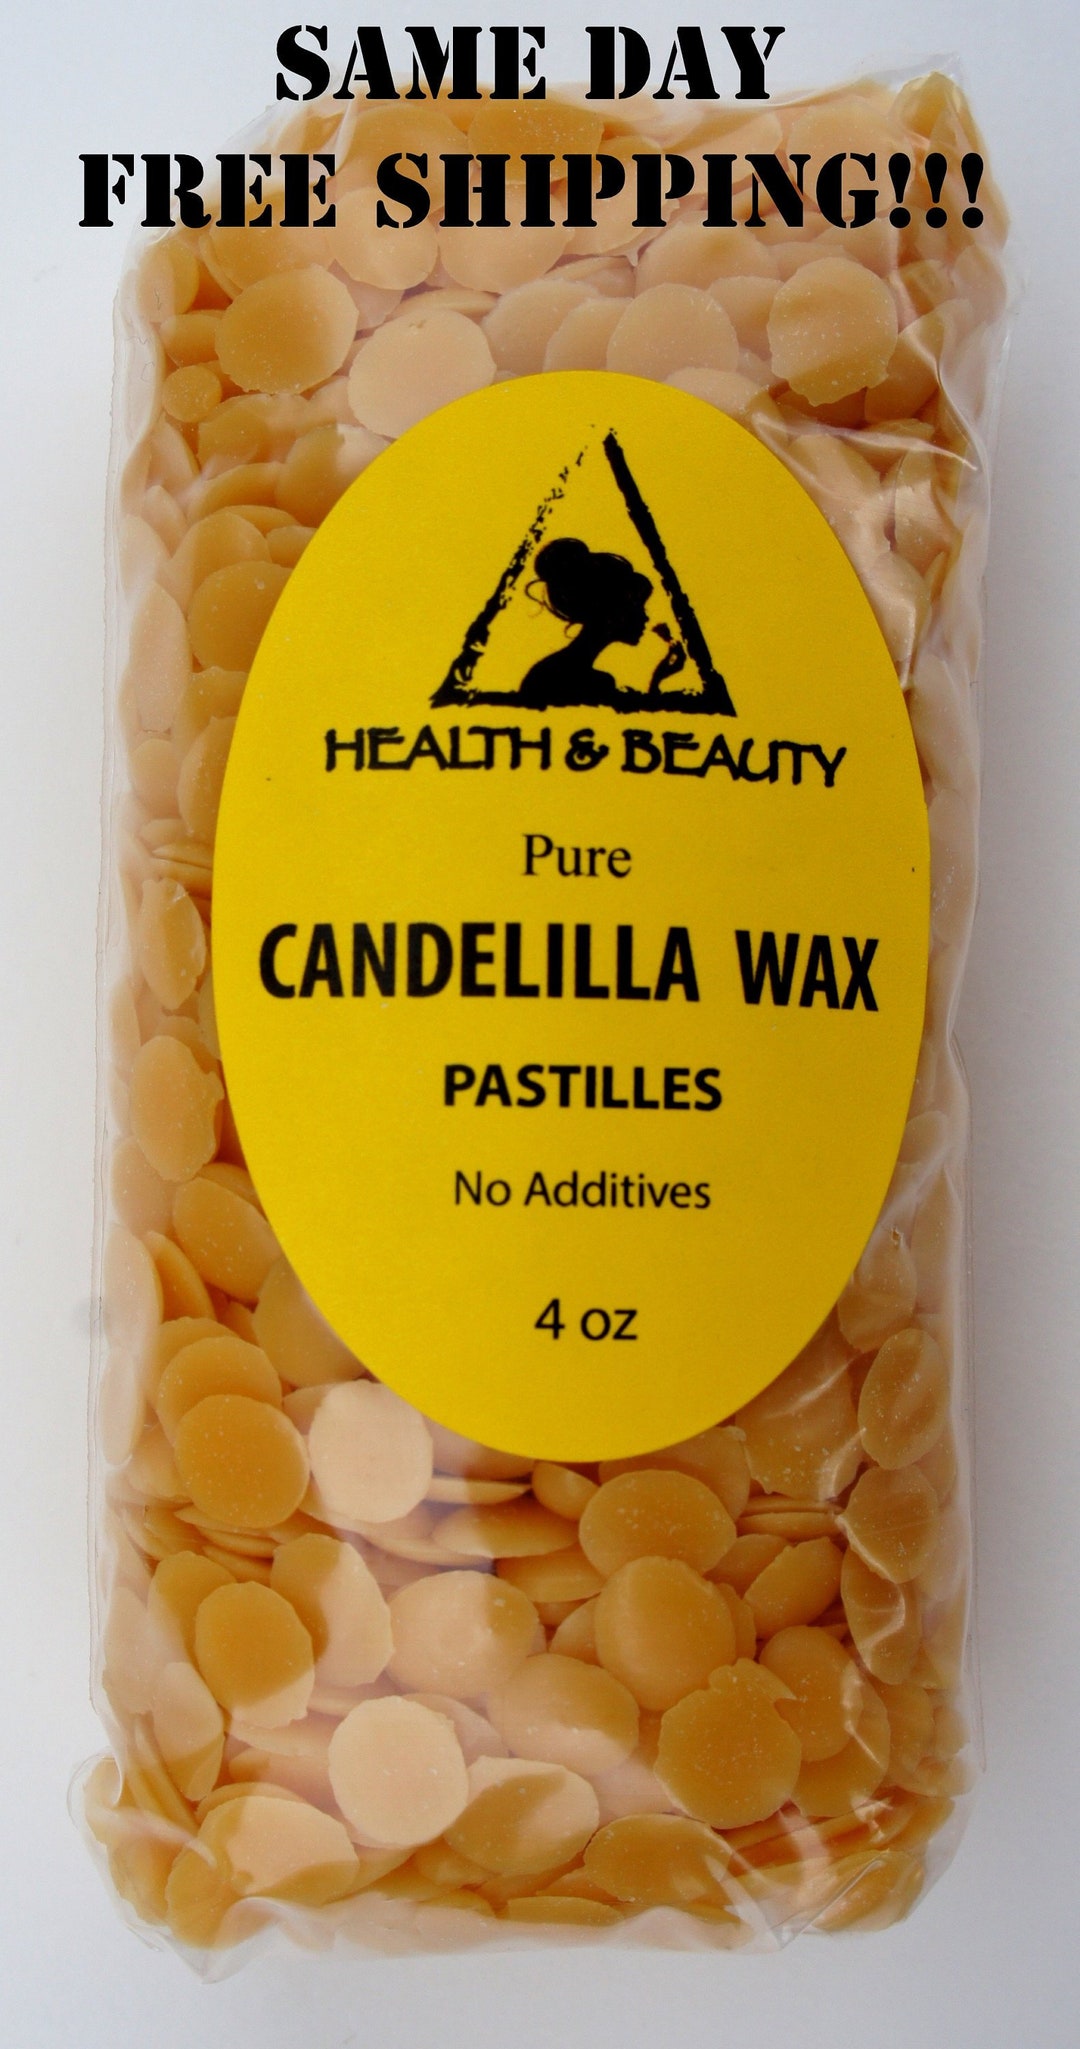 SAME DAY
FREE SHIPPING!!!
HEALTH & BEAUTY
Pure
CANDELILLA WAX
PASTILLES
No Additives
4 oz